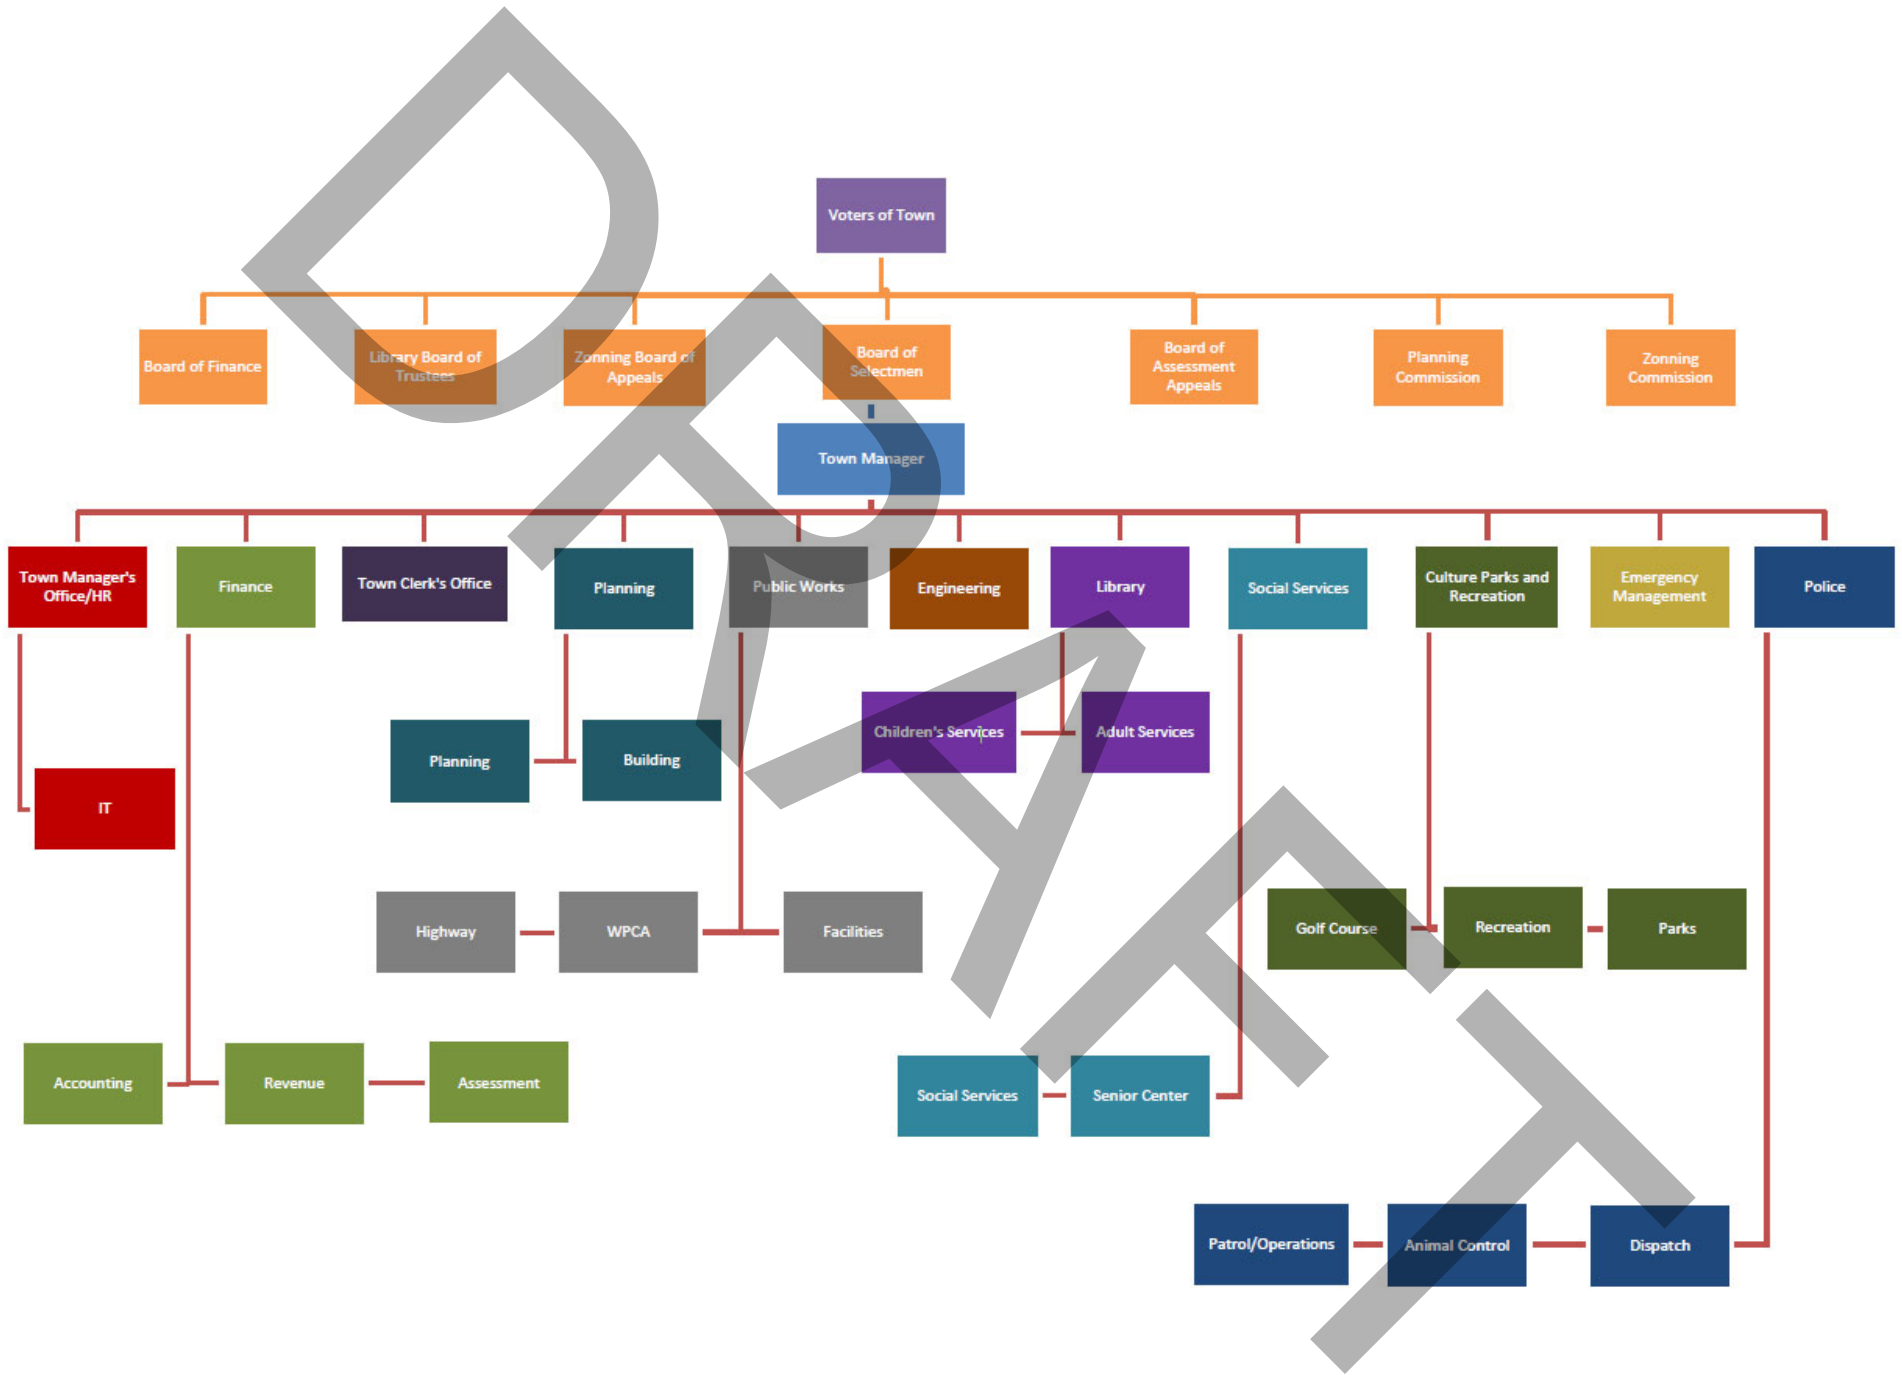 Voters of Town
Board of Finance
Library Board of
Trustees
Zonning Board of
Appeals
Board of
Selectmen
Board of
Assessment
Appeals
Planning
Commission
Zonning
Commission
Town Manager
Town Manager's
Office/HR
Finance
Town Clerk's Office
Planning
Public Works
Engineering
Library
Social Services
Culture Parks and
Recreation
Emergency
Management
Police
Children's Services
Adult Services
Planning
Building
IT
Highway
WPCA
Facilities
Golf Course
Recreation
Parks
Accounting
Revenue
Assessment
Social Services
Senior Center
Patrol/Operations
Animal Control
Dispatch
DRAFT